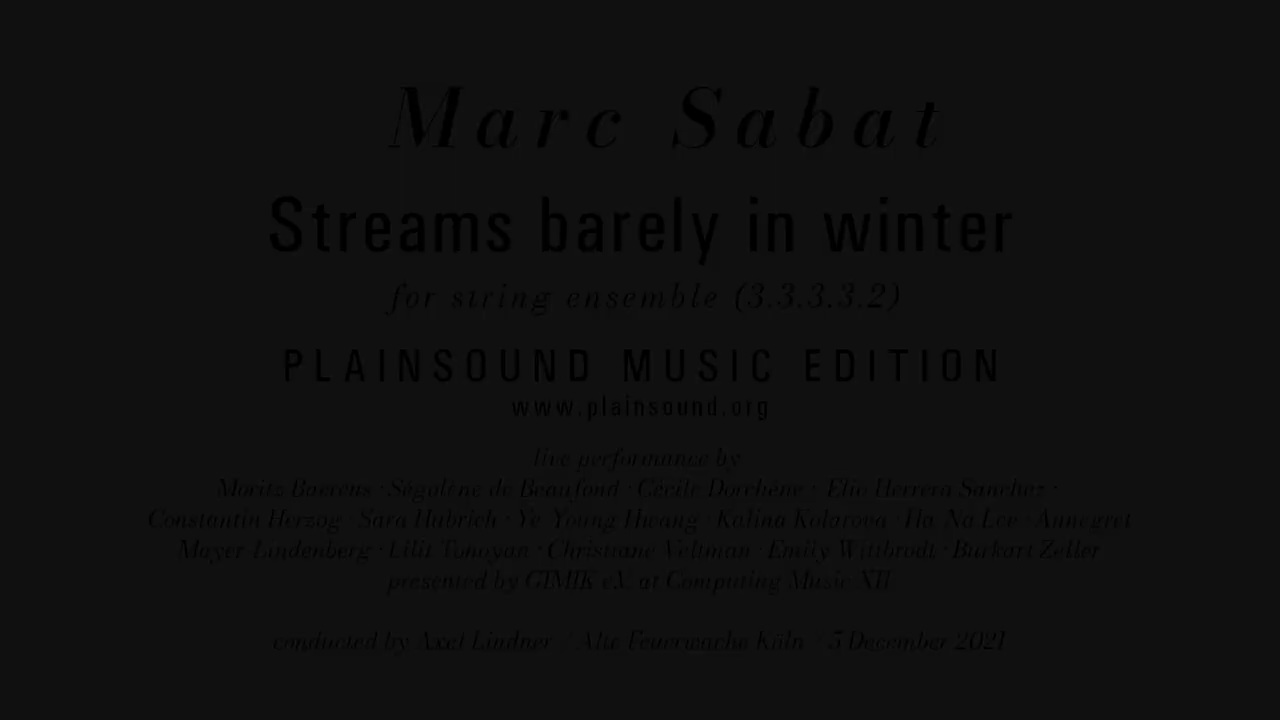 Marc Sabat
Streams barely in winter
for string ensemble (3.3.3.3.2)
PLAINSOUND MUSIC EDITION
www.plainsound.org
live performance by
Moritz Baerens · Ségolène de Beaufond · Cécile Dorchêne · Elio Herrera Sanchez ·
Constantin Herzog · Sara Hubrich · Ye Young Hwang · Kalina Kolarova · Ha-Na Lee · Annegret
Mayer-Lindenberg · Lilit Tonoyan · Christiane Veltman · Emily Wittbrodt · Burkart Zeller
presented by GIMIK e.V. at Computing Music XII
conducted by Axel Lindner / Alte Feuerwache Köln / 5 December 2021